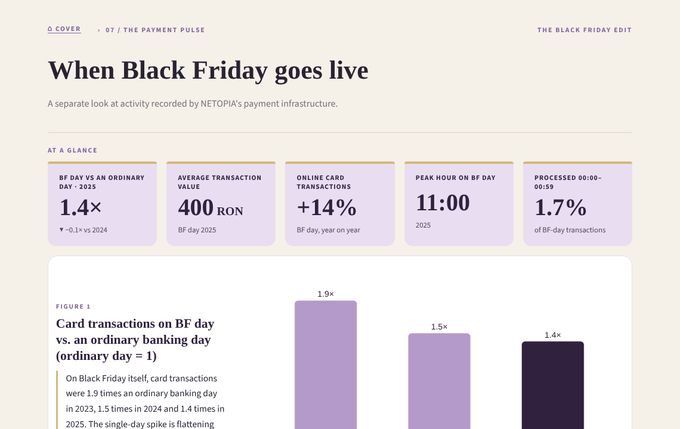 ⌂ COVER › 07 / THE PAYMENT PULSE THE BLACK FRIDAY EDIT
When Black Friday goes live
A separate look at activity recorded by NETOPIA's payment infrastructure.
AT A GLANCE
BF DAY VS AN ORDINARY
DAY · 2025
1.4×
▼ −0.1× vs 2024
AVERAGE TRANSACTION
VALUE
400 RON
BF day 2025
ONLINE CARD
TRANSACTIONS
+14%
BF day, year on year
PEAK HOUR ON BF DAY
11:00
2025
PROCESSED 00:00–
00:59
1.7%
of BF-day transactions
FIGURE 1
Card transactions on BF day
vs. an ordinary banking day
(ordinary day = 1)
On Black Friday itself, card transactions
were 1.9 times an ordinary banking day
in 2023, 1.5 times in 2024 and 1.4 times in
2025. The single-day spike is flattening
1.9×
1.5×
1.4×